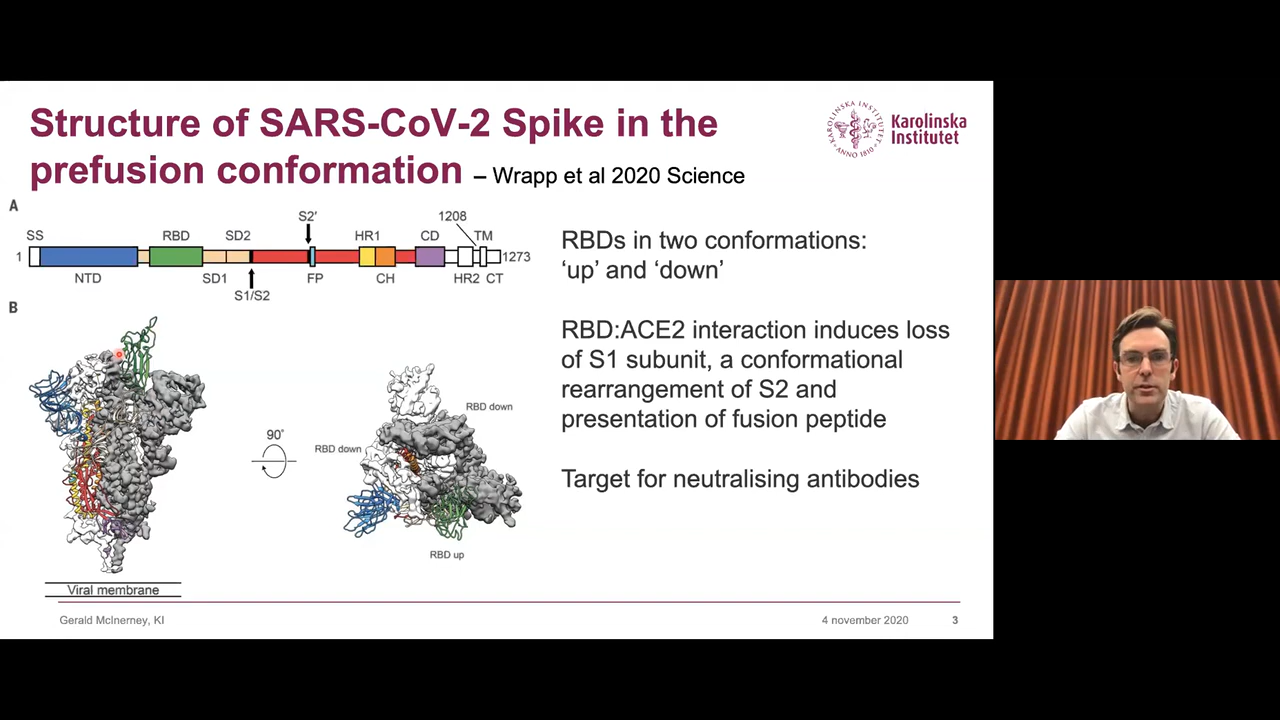 Structure of SARS-CoV-2 Spike in the
prefusion conformation – Wrapp et al 2020 Science
KAROLINSKA INSTITUTET ANNO 1810
Karolinska
Institutet
A
S2′
1208
SS
RBD
SD2
HR1
CD
TM
1
1273
NTD
SD1
FP
CH
HR2
CT
S1/S2
B
RBD down
90°
RBD down
RBD up
Viral membrane
RBDs in two conformations:
‘up’ and ‘down’
RBD:ACE2 interaction induces loss
of S1 subunit, a conformational
rearrangement of S2 and
presentation of fusion peptide
Target for neutralising antibodies
Gerald McInerney, KI
4 november 2020
3